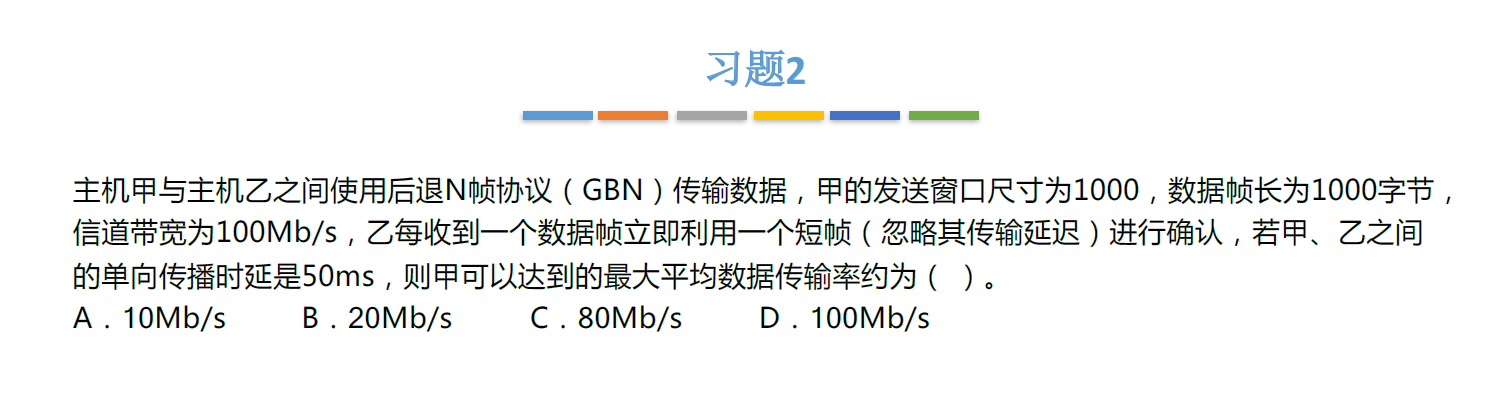 习题2
主机甲与主机乙之间使用后退N帧协议（GBN）传输数据，甲的发送窗口尺寸为1000，数据帧长为1000字节，
信道带宽为100Mb/s，乙每收到一个数据帧立即利用一个短帧（忽略其传输延迟）进行确认，若甲、乙之间
的单向传播时延是50ms，则甲可以达到的最大平均数据传输率约为（  ）。
A．10Mb/s B．20Mb/s C．80Mb/s D．100Mb/s